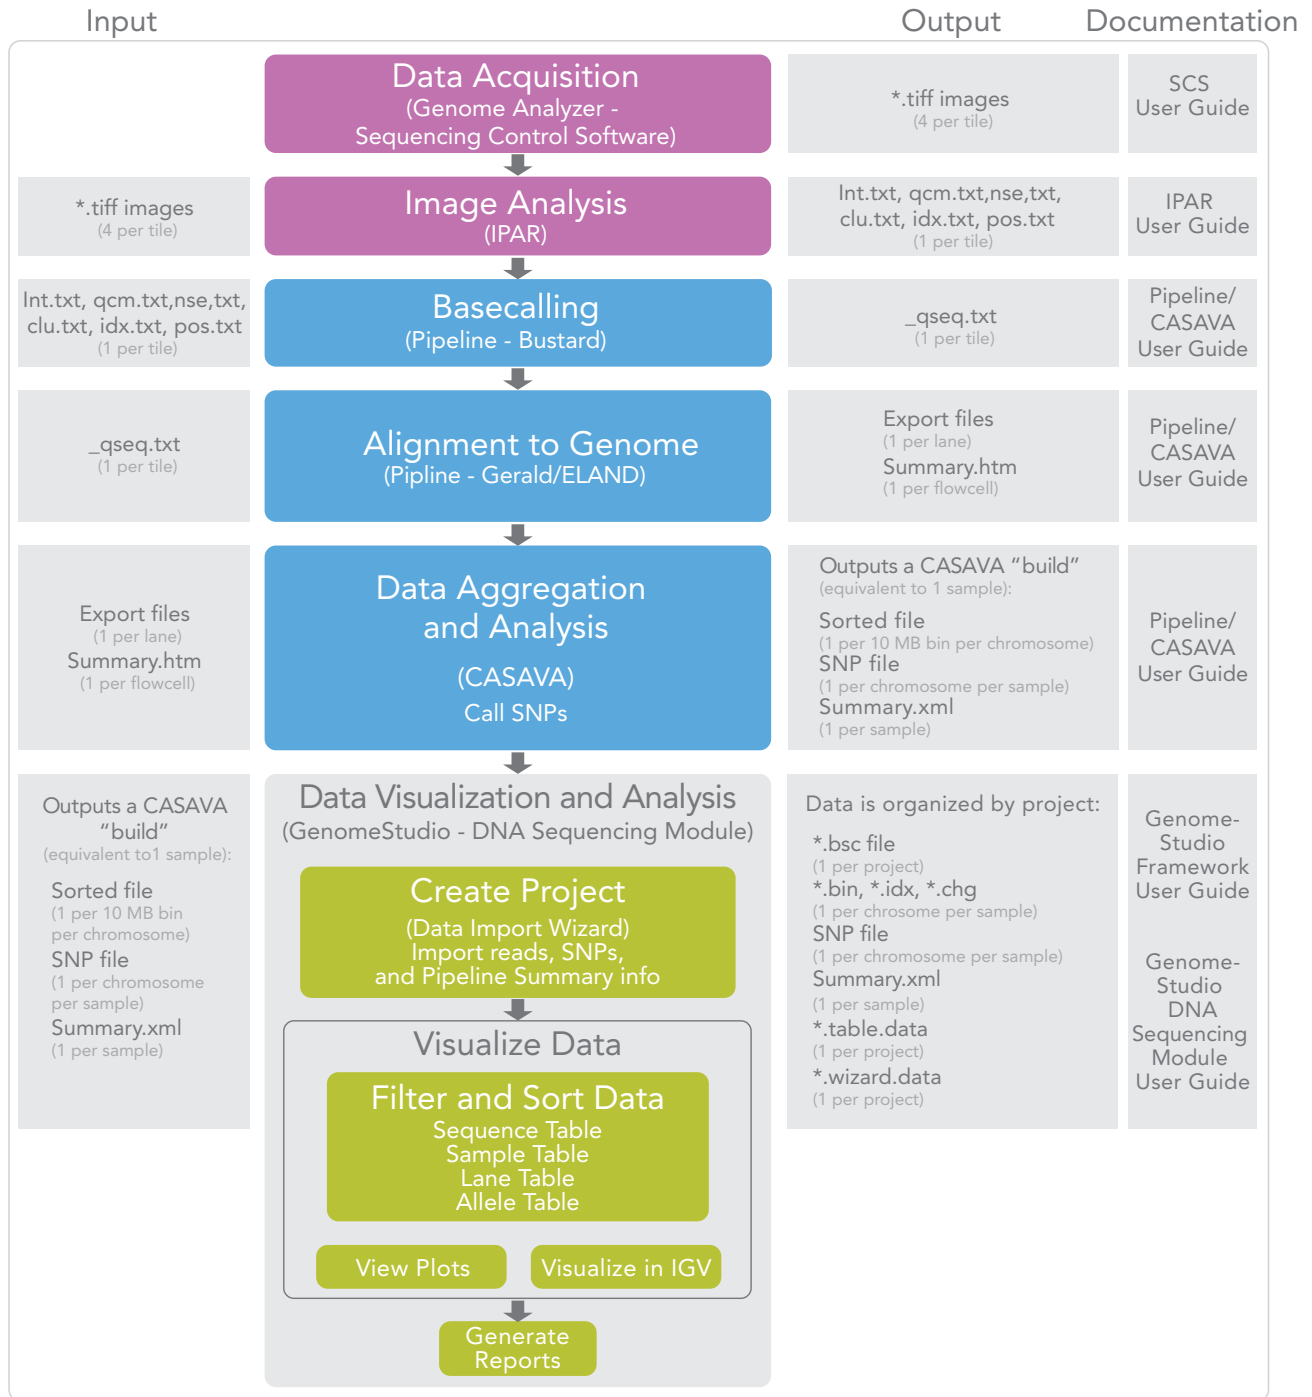 Input
Output
Documentation
Data Acquisition
(Genome Analyzer -
Sequencing Control Software)
*.tiff images
(4 per tile)
SCS
User Guide
*.tiff images
(4 per tile)
Image Analysis
(IPAR)
Int.txt, qcm.txt,nse,txt,
clu.txt, idx.txt, pos.txt
(1 per tile)
IPAR
User Guide
Int.txt, qcm.txt,nse,txt,
clu.txt, idx.txt, pos.txt
(1 per tile)
Basecalling
(Pipeline - Bustard)
_qseq.txt
(1 per tile)
Pipeline/
CASAVA
User Guide
_qseq.txt
(1 per tile)
Alignment to Genome
(Pipline - Gerald/ELAND)
Export files
(1 per lane)
Summary.htm
(1 per flowcell)
Pipeline/
CASAVA
User Guide
Export files
(1 per lane)
Summary.htm
(1 per flowcell)
Data Aggregation
and Analysis
(CASAVA)
Call SNPs
Outputs a CASAVA “build”
(equivalent to 1 sample):
Sorted file
(1 per 10 MB bin per chromosome)
SNP file
(1 per chromosome per sample)
Summary.xml
(1 per sample)
Pipeline/
CASAVA
User Guide
Outputs a CASAVA
“build”
(equivalent to1 sample):
Sorted file
(1 per 10 MB bin
per chromosome)
SNP file
(1 per chromosome
per sample)
Summary.xml
(1 per sample)
Data Visualization and Analysis
(GenomeStudio - DNA Sequencing Module)
Create Project
(Data Import Wizard)
Import reads, SNPs,
and Pipeline Summary info
Visualize Data
Filter and Sort Data
Sequence Table
Sample Table
Lane Table
Allele Table
View Plots
Visualize in IGV
Generate
Reports
Data is organized by project:
*.bsc file
(1 per project)
*.bin, *.idx, *.chg
(1 per chrosome per sample)
SNP file
(1 per chromosome per sample)
Summary.xml
(1 per sample)
*.table.data
(1 per project)
*.wizard.data
(1 per project)
Genome-
Studio
Framework
User Guide
Genome-
Studio
DNA
Sequencing
Module
User Guide